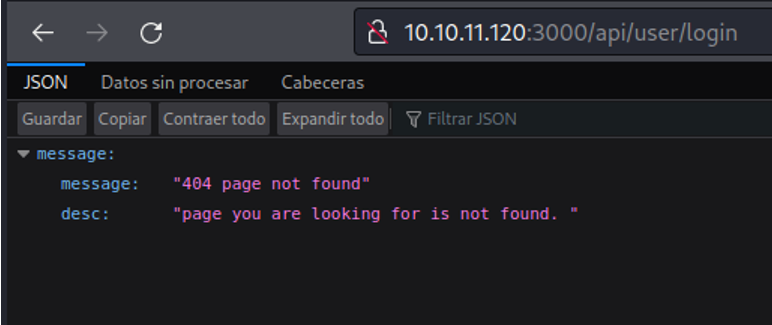 10.10.11.120:3000/api/user/login
JSON Datos sin procesar Cabeceras
Guardar Copiar Contraer todo Expandir todo Filtrar JSON
message:
message: "404 page not found"
desc: "page you are looking for is not found. "